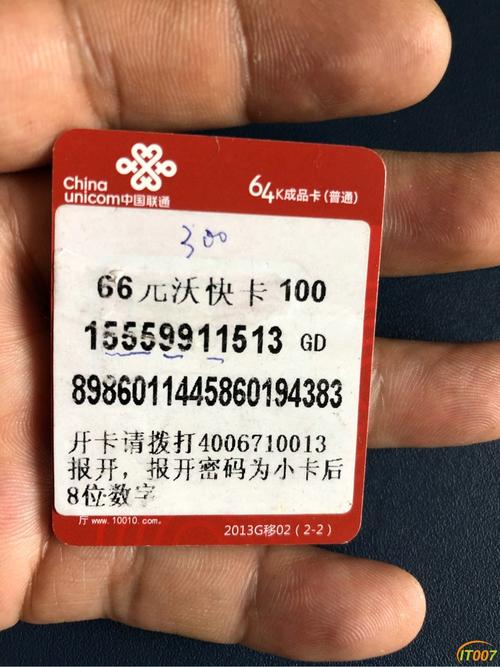 China
unicom中国联通
64K成品卡(普通)
300
66元沃快卡 100
15559911513 GD
8986011445860194383
开卡请拨打4006710013
报开，报开密码为小卡后
8位数字
厅 www.10010.com。
2013G移02（2-2）
IT007